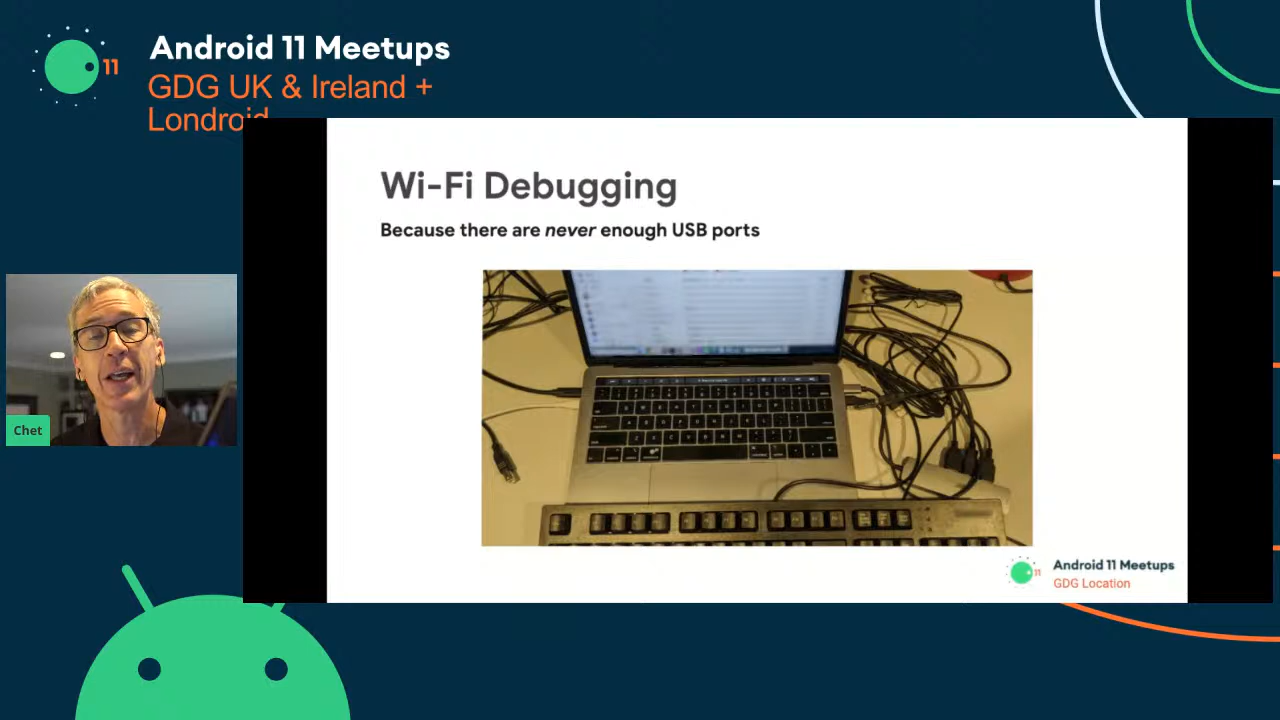 11
Android 11 Meetups
GDG UK & Ireland +
Londroid
Wi-Fi Debugging
Because there are never enough USB ports
Chet
11
Android 11 Meetups
GDG Location